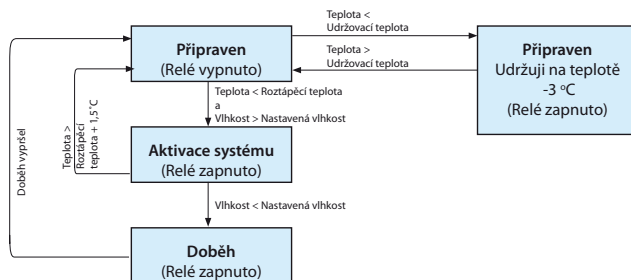 Teplota <
Udržovací teplota
Připraven
(Relé vypnuto)
Teplota >
Udržovací teplota
Připraven
Udržuji na teplotě
-3 °C
(Relé zapnuto)
Teplota < Roztápěcí teplota
a
Vlhkost > Nastavená vlhkost
Teplota >
Roztápěcí
teplota + 1,5˚C
Doběh vypršel
Aktivace systému
(Relé zapnuto)
Vlhkost < Nastavená vlhkost
Doběh
(Relé zapnuto)